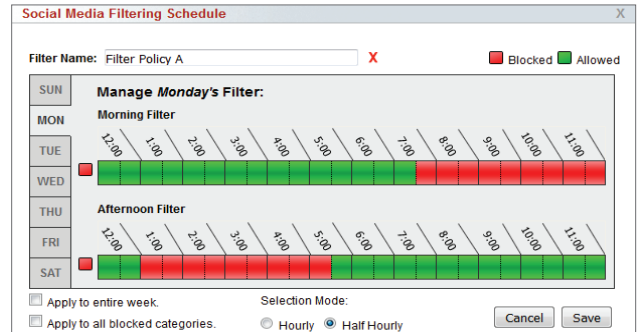 Social Media Filtering Schedule X
Filter Name: Filter Policy A X Blocked Allowed
SUN
MON
TUE
WED
THU
FRI
SAT
Manage Monday's Filter:
Morning Filter
12:00 1:00 2:00 3:00 4:00 5:00 6:00 7:00 8:00 9:00 10:00 11:00
Afternoon Filter
12:00 1:00 2:00 3:00 4:00 5:00 6:00 7:00 8:00 9:00 10:00 11:00
Apply to entire week.
Apply to all blocked categories.
Selection Mode:
Hourly Half Hourly
Cancel Save